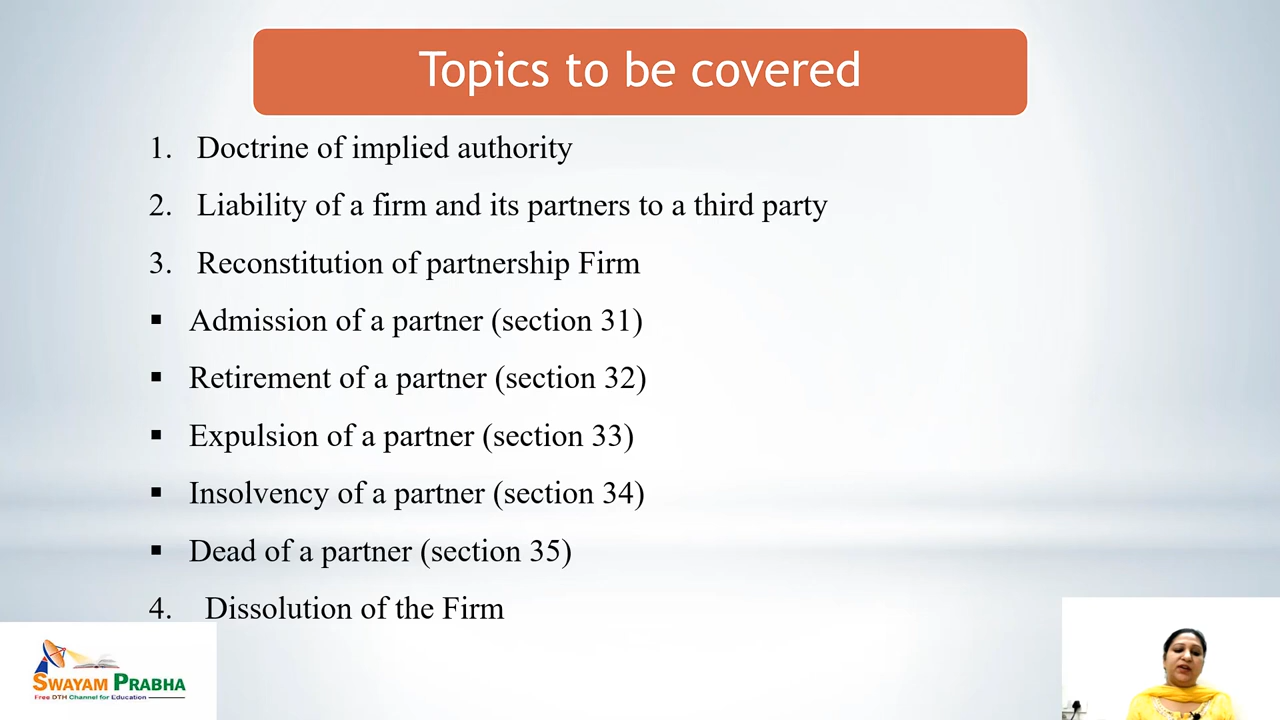 Topics to be covered
1. Doctrine of implied authority
2. Liability of a firm and its partners to a third party
3. Reconstitution of partnership Firm
▪ Admission of a partner (section 31)
▪ Retirement of a partner (section 32)
▪ Expulsion of a partner (section 33)
▪ Insolvency of a partner (section 34)
▪ Dead of a partner (section 35)
4. Dissolution of the Firm
SWAYAM PRABHA
Free DTH Channel for Education